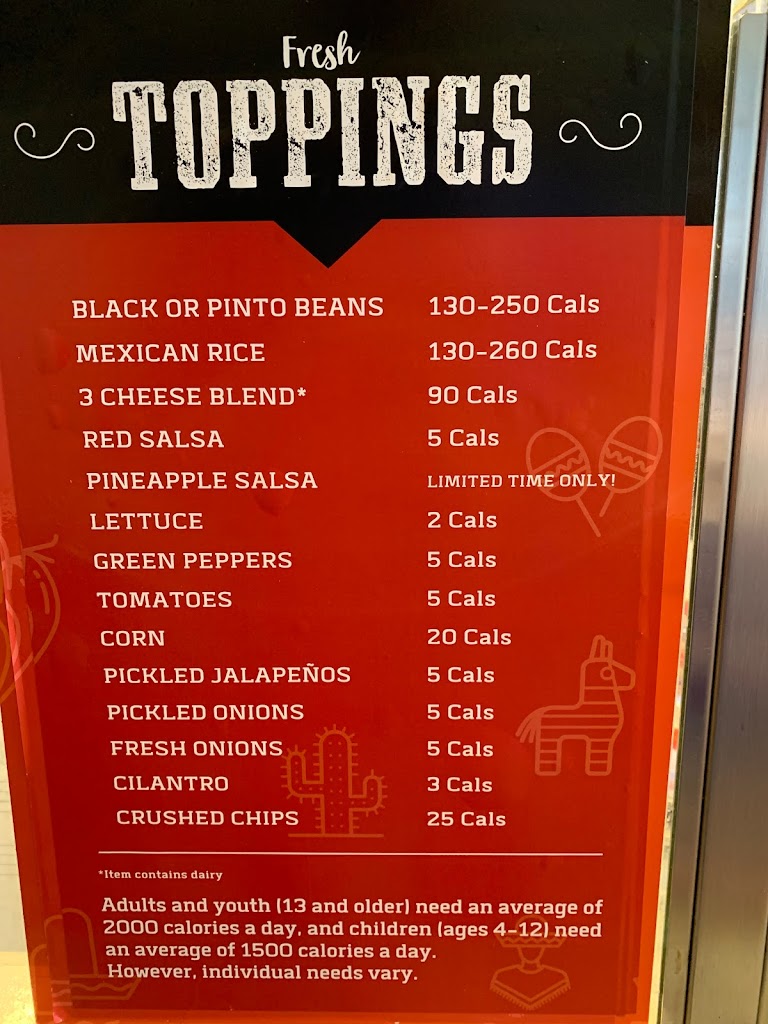 Fresh
TOPPINGS
BLACK OR PINTO BEANS 130-250 Cals
MEXICAN RICE 130-260 Cals
3 CHEESE BLEND* 90 Cals
RED SALSA 5 Cals
PINEAPPLE SALSA LIMITED TIME ONLY!
LETTUCE 2 Cals
GREEN PEPPERS 5 Cals
TOMATOES 5 Cals
CORN 20 Cals
PICKLED JALAPEÑOS 5 Cals
PICKLED ONIONS 5 Cals
FRESH ONIONS 5 Cals
CILANTRO 3 Cals
CRUSHED CHIPS 25 Cals
*Item contains dairy
Adults and youth (13 and older) need an average of
2000 calories a day, and children (ages 4-12) need
an average of 1500 calories a day.
However, individual needs vary.